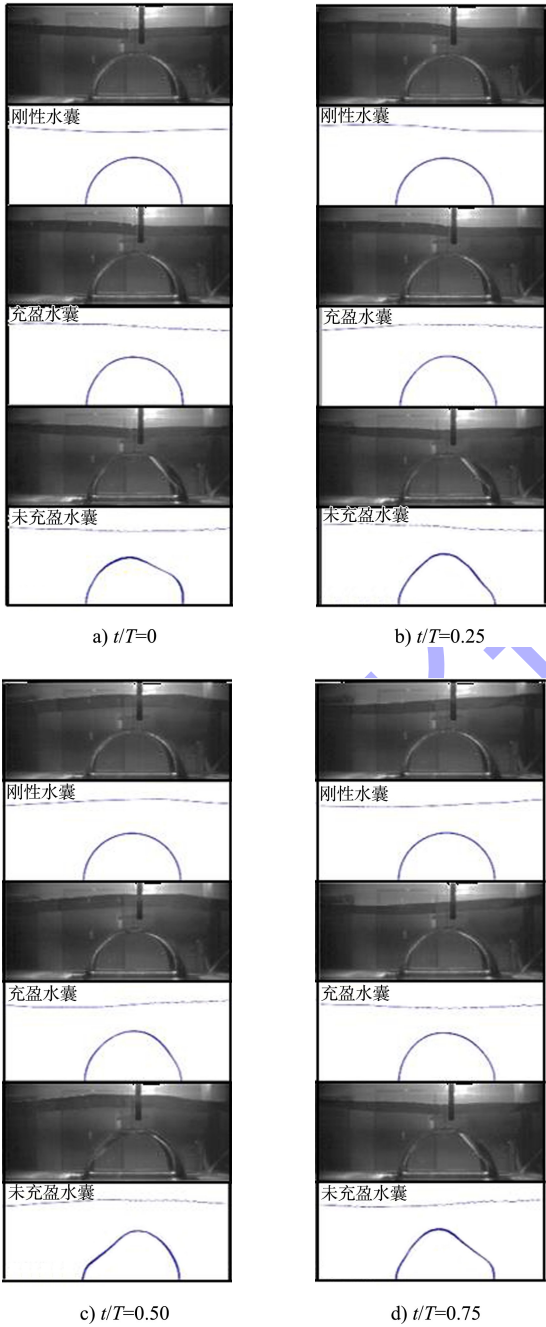 刚性水囊
刚性水囊
充盈水囊
充盈水囊
未充盈水囊
未充盈水囊
a) t/T=0
b) t/T=0.25
刚性水囊
刚性水囊
充盈水囊
充盈水囊
未充盈水囊
未充盈水囊
c) t/T=0.50
d) t/T=0.75